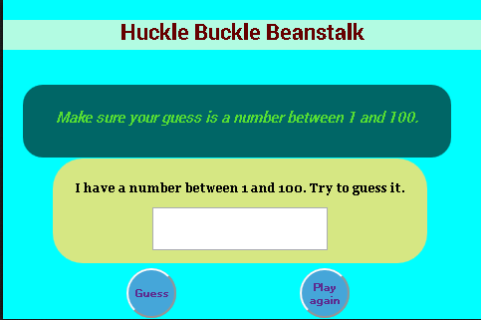 Huckle Buckle Beanstalk
Make sure your guess is a number between 1 and 100.
I have a number between 1 and 100. Try to guess it.
Guess
Play
again